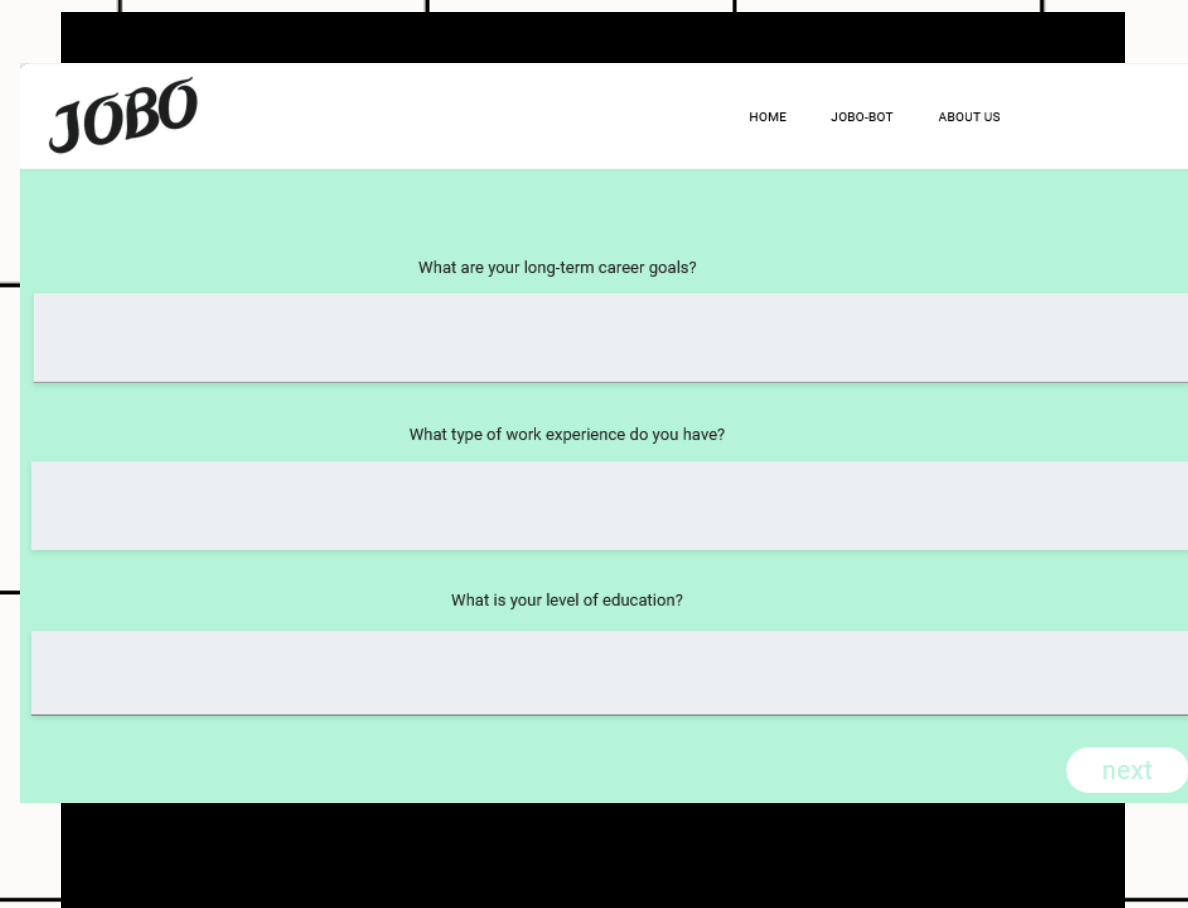 JOBO
HOME JOBO-BOT ABOUT US
What are your long-term career goals?
What type of work experience do you have?
What is your level of education?
next